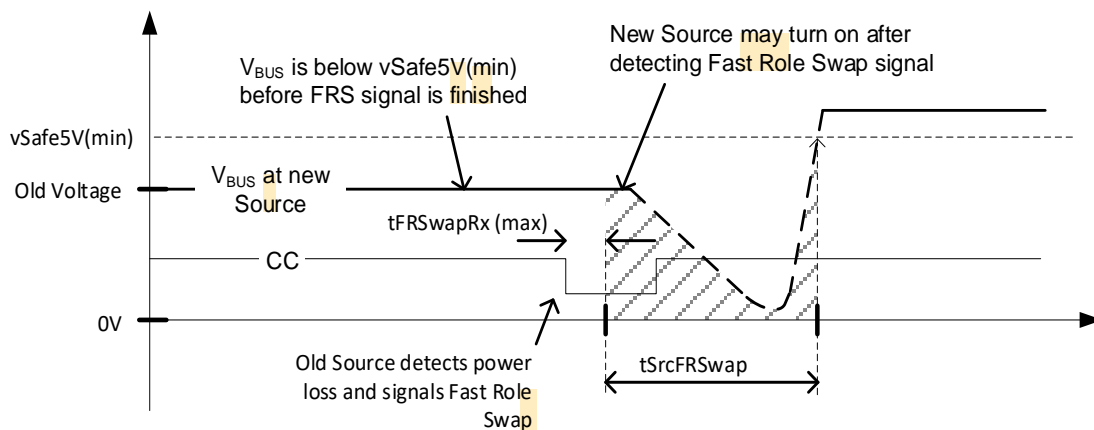 New Source may turn on after
detecting Fast Role Swap signal
VBUS is below vSafe5V(min)
before FRS signal is finished
vSafe5V(min)
VBUS at new
Source
Old Voltage
tFRSwapRx (max)
CC
0V
Old Source detects power
loss and signals Fast Role
Swap
tSrcFRSwap